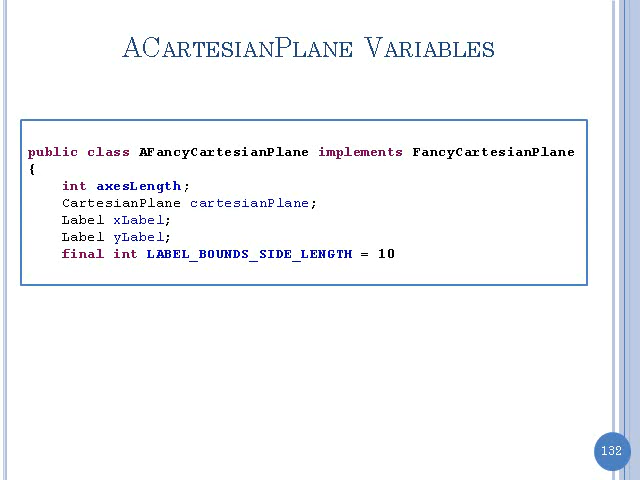 ACARTESIANPLANE VARIABLES
public class AFancyCartesianPlane implements FancyCartesianPlane
{
int axesLength;
CartesianPlane cartesianPlane;
Label xLabel;
Label yLabel;
final int LABEL_BOUNDS_SIDE_LENGTH = 10
132